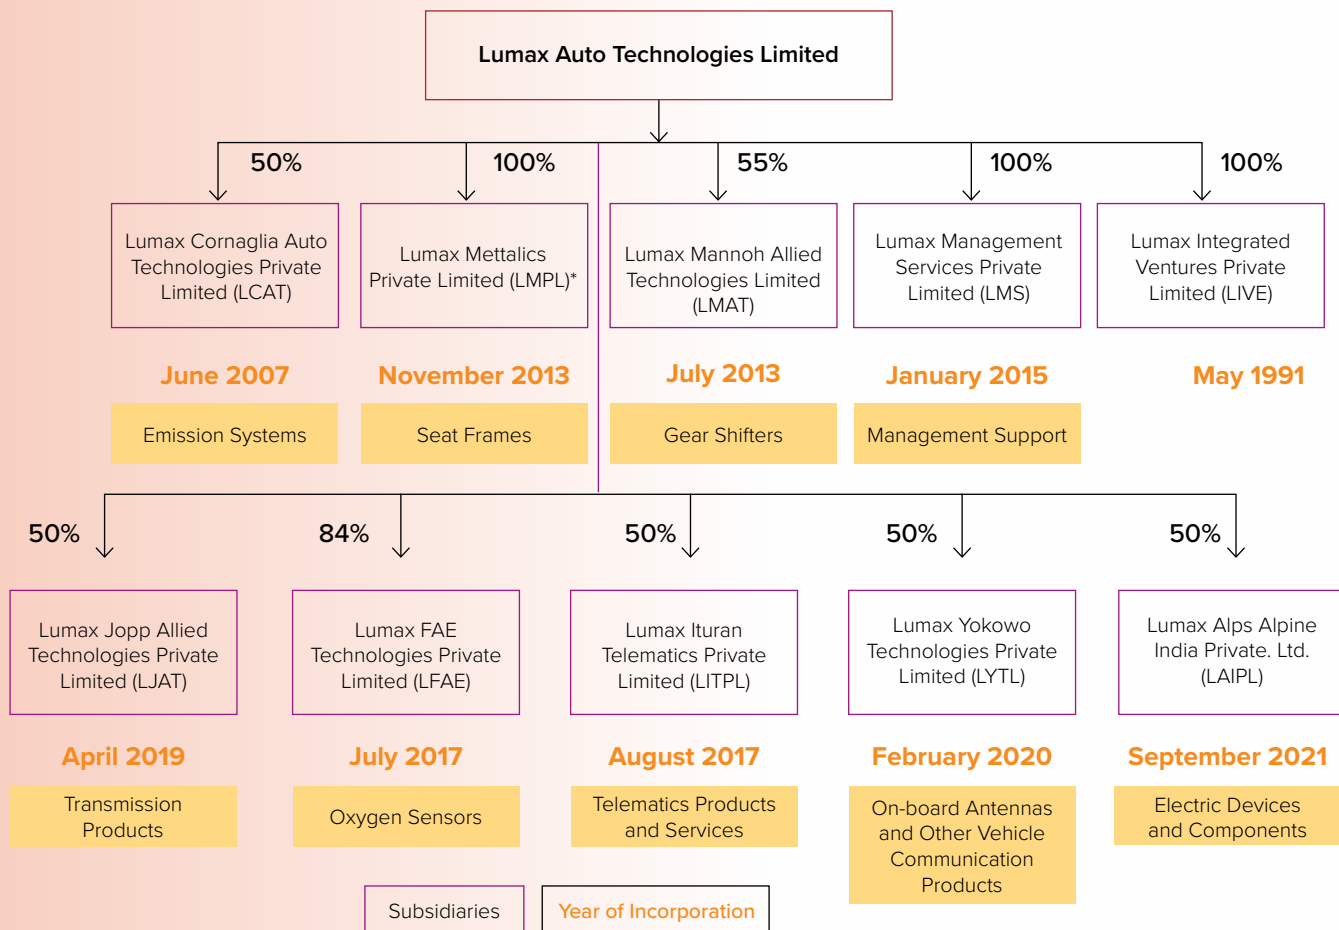 Lumax Auto Technologies Limited
50%
100%
55%
100%
100%
Lumax Cornaglia Auto
Technologies Private
Limited (LCAT)
Lumax Mettalics
Private Limited (LMPL)*
Lumax Mannoh Allied
Technologies Limited
(LMAT)
Lumax Management
Services Private
Limited (LMS)
Lumax Integrated
Ventures Private
Limited (LIVE)
June 2007
November 2013
July 2013
January 2015
May 1991
Emission Systems
Seat Frames
Gear Shifters
Management Support
50%
84%
50%
50%
50%
Lumax Jopp Allied
Technologies Private
Limited (LJAT)
Lumax FAE
Technologies Private
Limited (LFAE)
Lumax Ituran
Telematics Private
Limited (LITPL)
Lumax Yokowo
Technologies Private
Limited (LYTL)
Lumax Alps Alpine
India Private. Ltd.
(LAIPL)
April 2019
July 2017
August 2017
February 2020
September 2021
Transmission
Products
Oxygen Sensors
Telematics Products
and Services
On-board Antennas
and Other Vehicle
Communication
Products
Electric Devices
and Components
Subsidiaries
Year of Incorporation